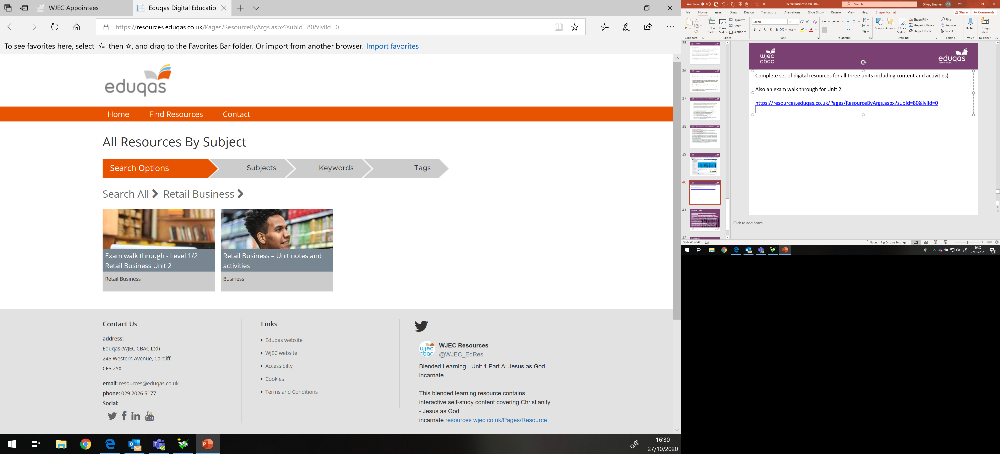 WJEC Appointees
Eduqas Digital Educatio
https://resources.eduqas.co.uk/Pages/ResourceByArgs.aspx?subId=80&lvlId=0
To see favorites here, select then , and drag to the Favorites Bar folder. Or import from another browser. Import favorites
eduqas
Home Find Resources Contact
All Resources By Subject
Search Options Subjects Keywords Tags
Search All Retail Business
Exam walk through - Level 1/2
Retail Business Unit 2
Retail Business
Retail Business – Unit notes and
activities
Business
Contact Us
address:
Eduqas (WJEC CBAC Ltd)
245 Western Avenue, Cardiff
CF5 2YX
email: resources@eduqas.co.uk
phone: 029 2026 5177
Social:
You
Tube
Links
Eduqas website
WJEC website
Accessibilty
Cookies
Terms and Conditions
wjec
cbac
WJEC Resources
@WJEC_EdRes
Blended Learning - Unit 1 Part A: Jesus as God
incarnate
This blended learning resource contains
interactive self-study content covering Christianity
- Jesus as God
incarnate.resources.wjec.co.uk/Pages/Resource
...
16:30
27/10/2020
AutoSave Off
Retail Business CPD 201...
Search
Oliver, Stephen OS
File Home Insert Draw Design Transitions Animations Slide Show Review View Help Shape Format Share Comments
Paste
New
Slide
Reuse
Slides
Layout
Reset
Section
Calibri 18
Shapes Arrange Quick
Styles
Shape Fill
Shape Outline
Shape Effects
Find
Replace
Select
Dictate
Design
Ideas
Clipboard Slides Font Paragraph Drawing Editing Voice Designer
35
36
37
38
39
40
41
Useful Links:
42
Contacts:
wjec
cbac
eduqas
Part of WJEC
Complete set of digital resources for all three units including content and activities)
Also an exam walk through for Unit 2
https://resources.eduqas.co.uk/Pages/ResourceByArgs.aspx?subId=80&lvlId=0
Click to add notes
Slide 40 of 42
Notes Display Settings 96%
16:30
27/10/2020